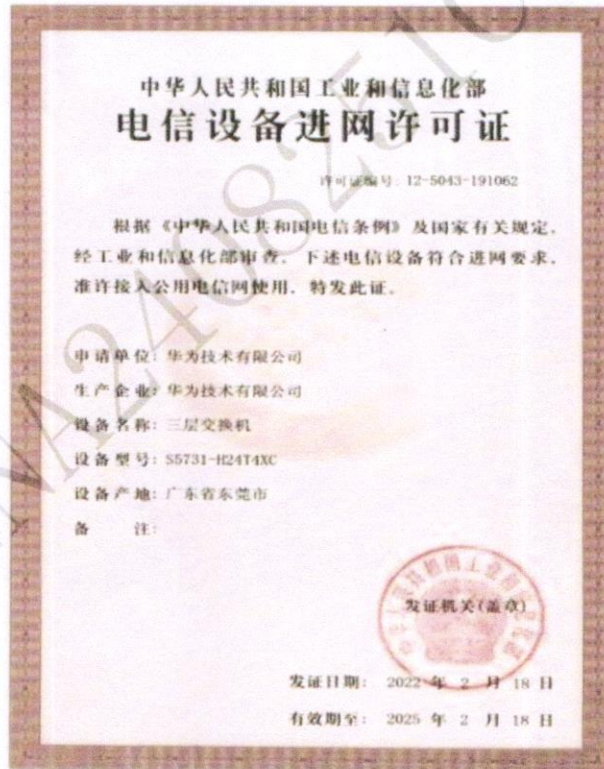 中华人民共和国工业和信息化部
电信设备进网许可证
许可证编号: 12-5043-191062
根据《中华人民共和国电信条例》及国家有关规定,
经工业和信息化部审查, 下述电信设备符合进网要求,
准许接入公用电信网使用, 特发此证。
申请单位: 华为技术有限公司
生产企业: 华为技术有限公司
设备名称: 三层交换机
设备型号: S5731-H24T4XC
设备产地: 广东省东莞市
备 注:
发证机关(盖章)
发证日期: 2022 年 2 月 18 日
有效期至: 2025 年 2 月 18 日